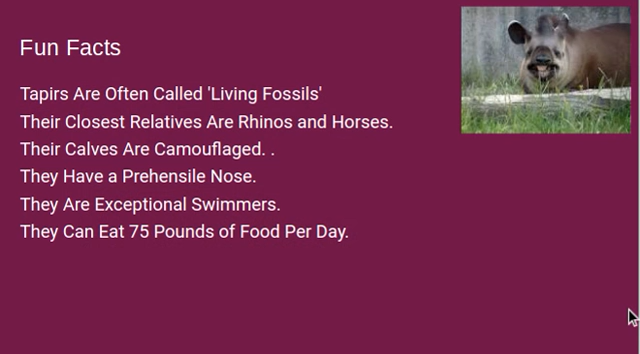 Fun Facts
Tapirs Are Often Called 'Living Fossils'
Their Closest Relatives Are Rhinos and Horses.
Their Calves Are Camouflaged. .
They Have a Prehensile Nose.
They Are Exceptional Swimmers.
They Can Eat 75 Pounds of Food Per Day.